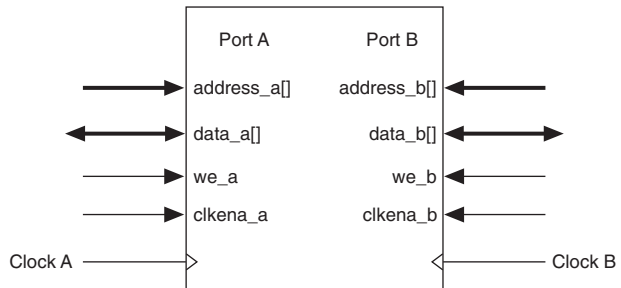 Port A Port B
address_a[] address_b[]
data_a[] data_b[]
we_a we_b
clkena_a clkena_b
Clock A Clock B